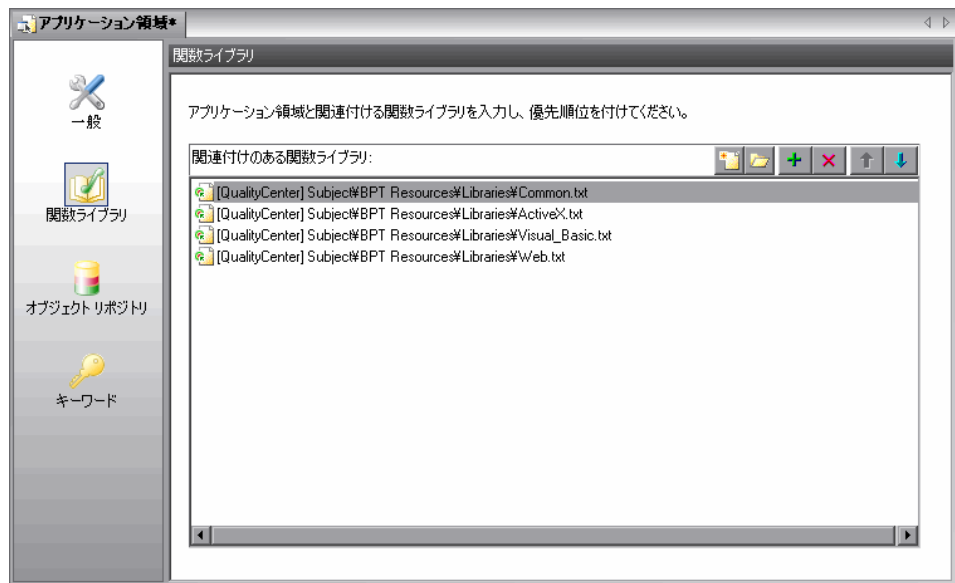 アプリケーション領域*
関数ライブラリ
一般
関数ライブラリ
オブジェクト リポジトリ
キーワード
アプリケーション領域と関連付ける関数ライブラリを入力し、優先順位を付けてください。
関連付けのある関数ライブラリ:
[QualityCenter] Subject¥BPT Resources¥Libraries¥Common.txt
[QualityCenter] Subject¥BPT Resources¥Libraries¥ActiveX.txt
[QualityCenter] Subject¥BPT Resources¥Libraries¥Visual_Basic.txt
[QualityCenter] Subject¥BPT Resources¥Libraries¥Web.txt